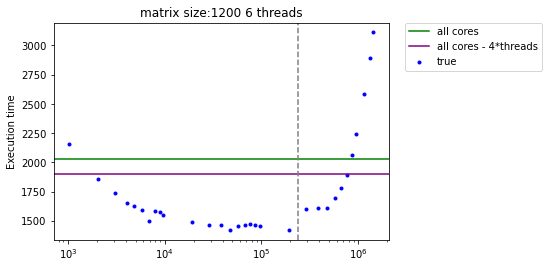 matrix size:1200 6 threads
Execution time
3000
2750
2500
2250
2000
1750
1500
10³
10⁴
10⁵
10⁶
all cores
all cores - 4*threads
true